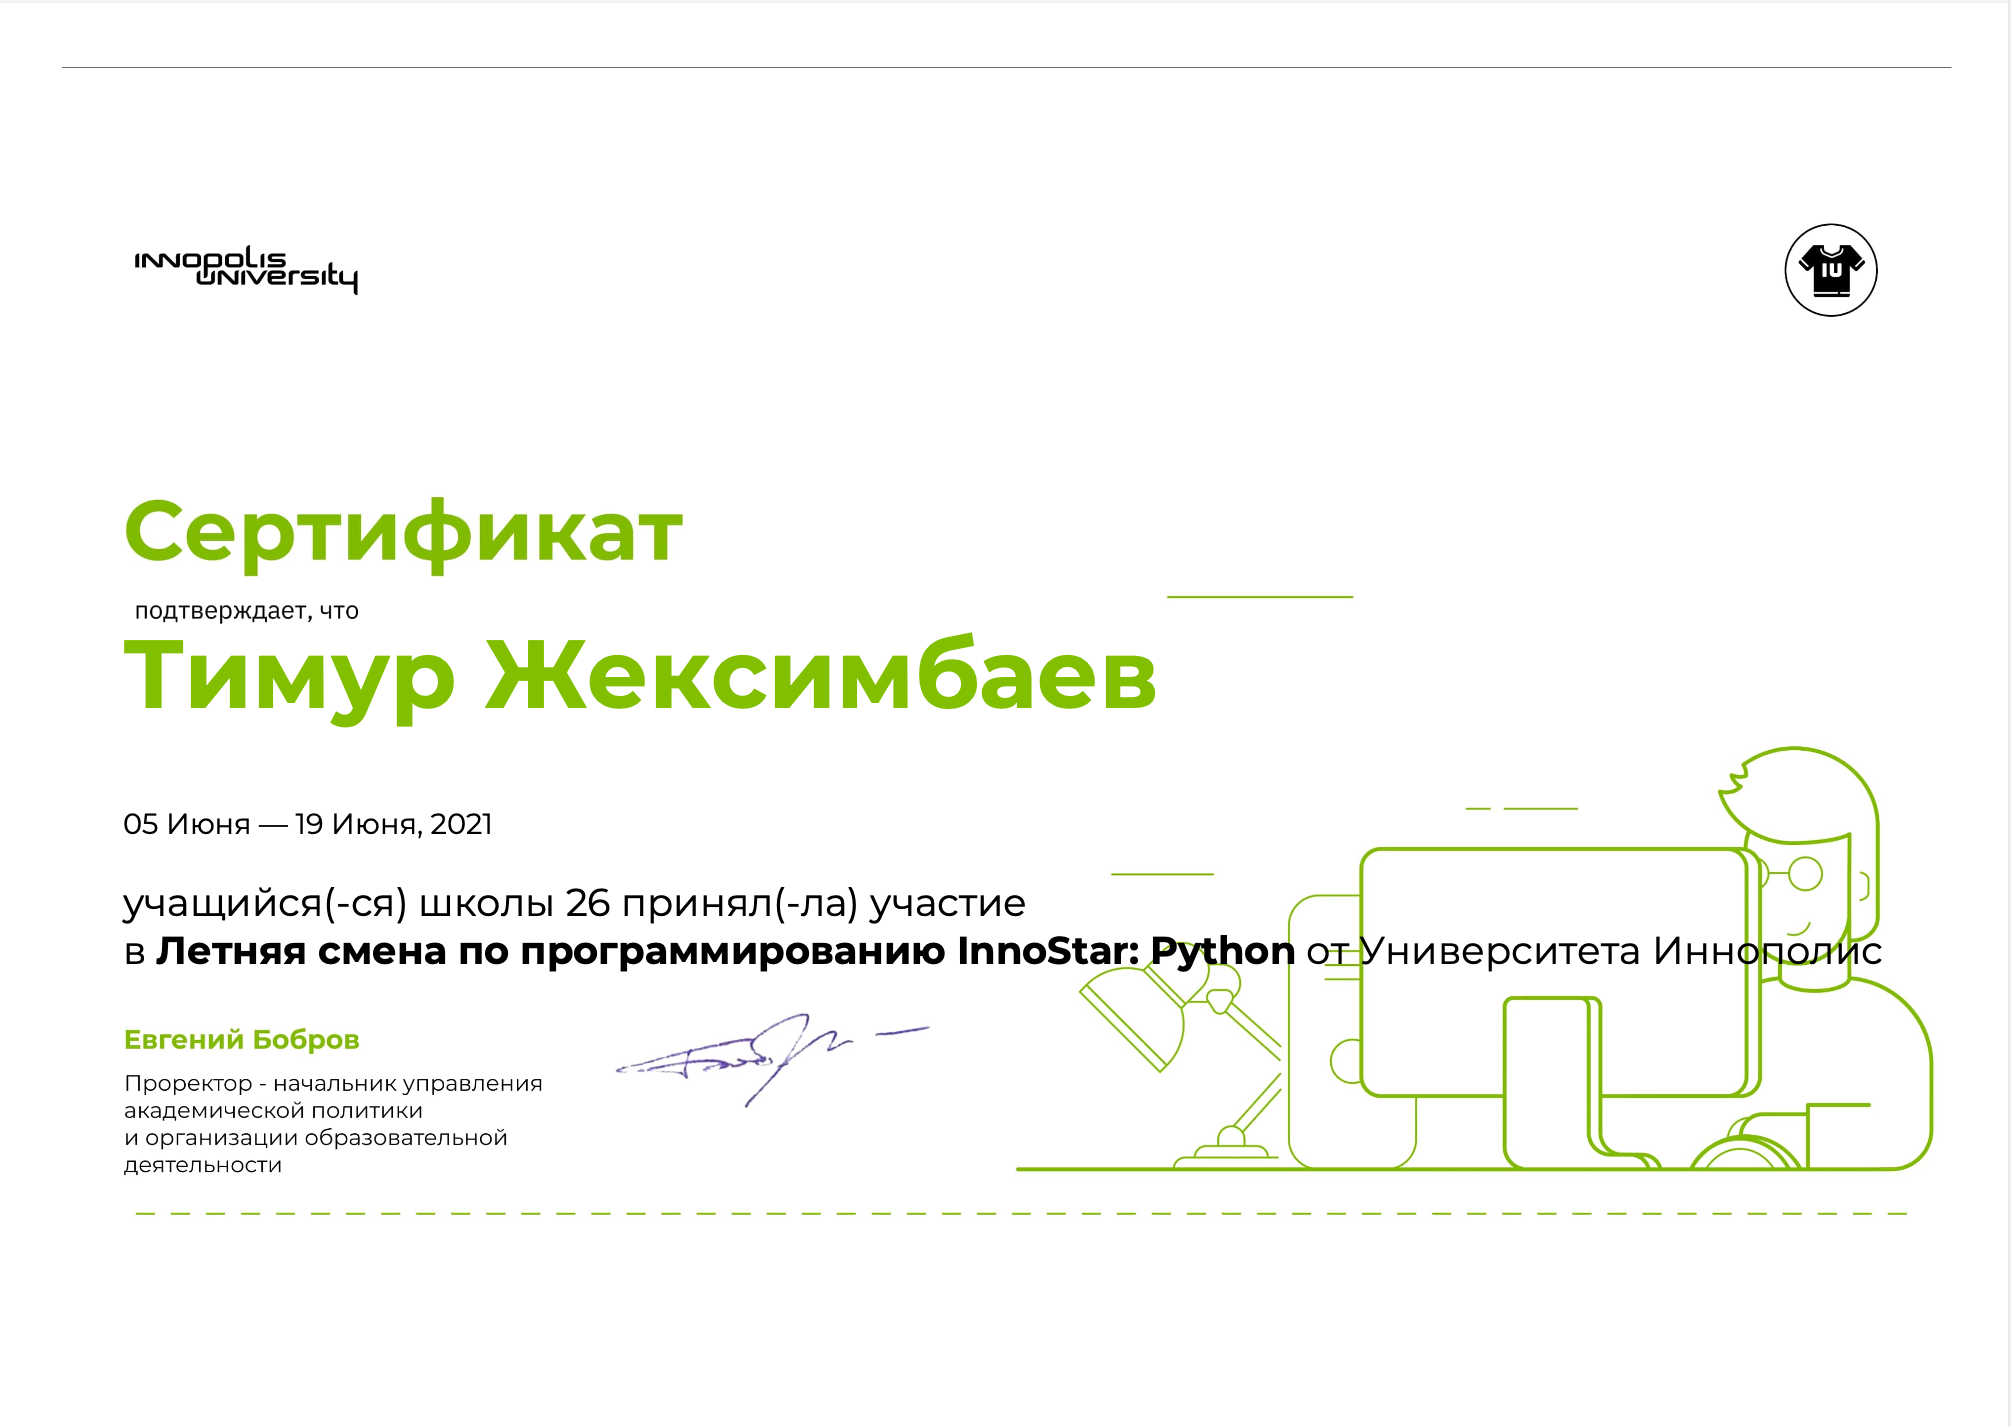 INNOPOLIS
UNIVERSITY
IU
Сертификат
подтверждает, что
Тимур Жексимбаев
05 Июня — 19 Июня, 2021
учащийся(-ся) школы 26 принял(-ла) участие
в Летняя смена по программированию InnoStar: Python от Университета Иннополис
Евгений Бобров
Проректор - начальник управления
академической политики
и организации образовательной
деятельности